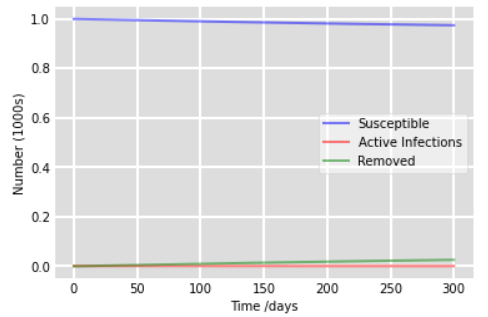 1.0
0.8
0.6
0.4
0.2
0.0
Number (1000s)
Susceptible
Active Infections
Removed
0 50 100 150 200 250 300
Time /days